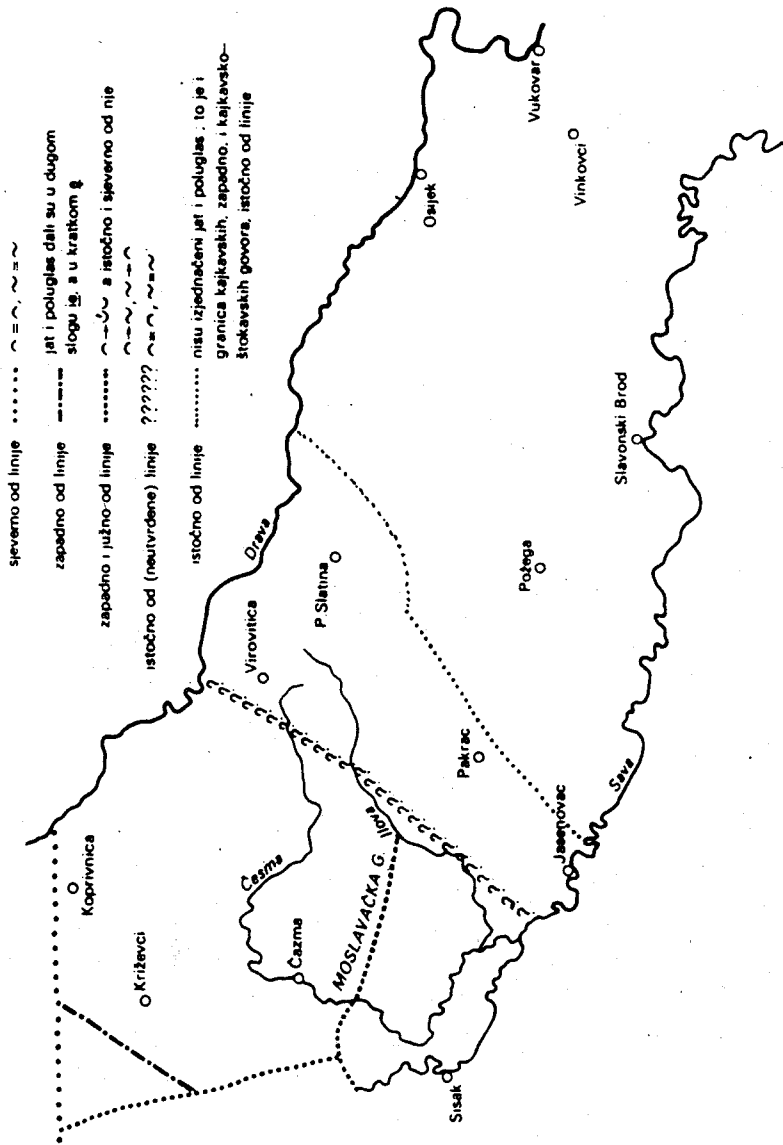 sjeverno od linije ······ ⌒ = ⌒, ~ = ~
zapadno od linije –·–·–·– jat i poluglas dali su u dugom
slogu ie, a u kratkom ę
zapadno i južno od linije ········ a istočno i sjeverno od nje
istočno od (neutvrđene) linije ??????
istočno od linije ·········· nisu izjednačeni jat i poluglas; to je i
granica kajkavskih, zapadno, i kajkavsko–
štokavskih govora, istočno od linije
Koprivnica
Križevci
Drava
Virovitica
P.Slatina
Osijek
Vukovar
Vinkovci
Česma
Čazma
MOSLAVAČKA G.
Ilova
Pakrac
Požega
Slavonski Brod
Sisak
Jasenovac
Sava